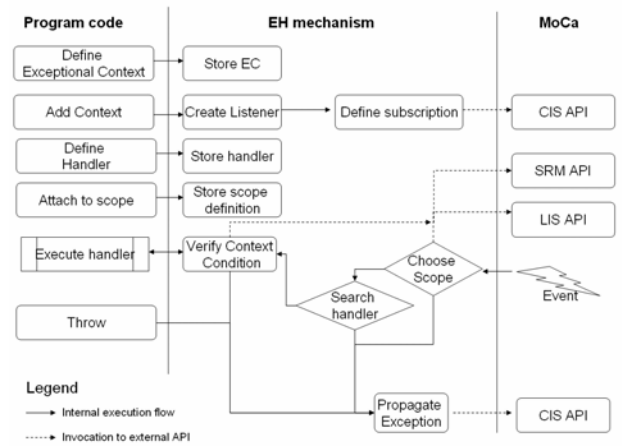 Program code
EH mechanism
MoCa
Define
Exceptional Context
Store EC
Add Context
Create Listener
Define subscription
CIS API
Define
Handler
Store handler
SRM API
Attach to scope
Store scope
definition
LIS API
Execute handler
Verify Context
Condition
Choose
Scope
Search
handler
Event
Throw
Legend
Internal execution flow
Invocation to external API
Propagate
Exception
CIS API